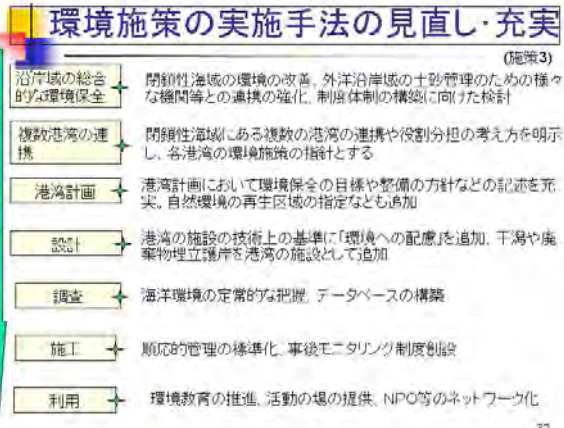 環境施策の実施手法の見直し・充実
(施策3)
沿岸域の総合
的な環境保全
閉鎖性海域の環境の改善、外洋沿岸域の土砂管理のための様々
な機関等との連携の強化、制度体制の構築に向けた検討
複数港湾の連
携
閉鎖性海域にある複数の港湾の連携や役割分担の考え方を明示
し、各港湾の環境施策の指針とする
港湾計画
港湾計画において環境保全の目標や整備の方針などの記述を充
実。自然環境の再生区域の指定なども追加
設計
港湾の施設の技術上の基準に「環境への配慮」を追加、干潟や廃
棄物埋立護岸を港湾の施設として追加
調査
海洋環境の定常的な把握、データベースの構築
施工
順応的管理の標準化、事後モニタリング制度創設
利用
環境教育の推進、活動の場の提供、NPO等のネットワーク化